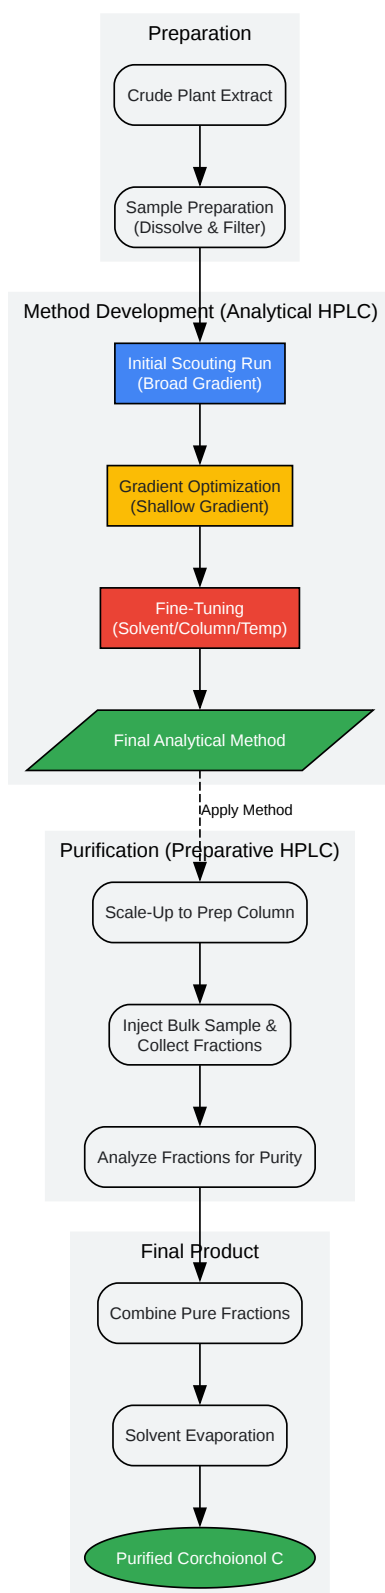 Preparation
Crude Plant Extract
Sample Preparation
(Dissolve & Filter)
Method Development (Analytical HPLC)
Initial Scouting Run
(Broad Gradient)
Gradient Optimization
(Shallow Gradient)
Fine-Tuning
(Solvent/Column/Temp)
Final Analytical Method
Apply Method
Purification (Preparative HPLC)
Scale-Up to Prep Column
Inject Bulk Sample &
Collect Fractions
Analyze Fractions for Purity
Final Product
Combine Pure Fractions
Solvent Evaporation
Purified Corchoionol C